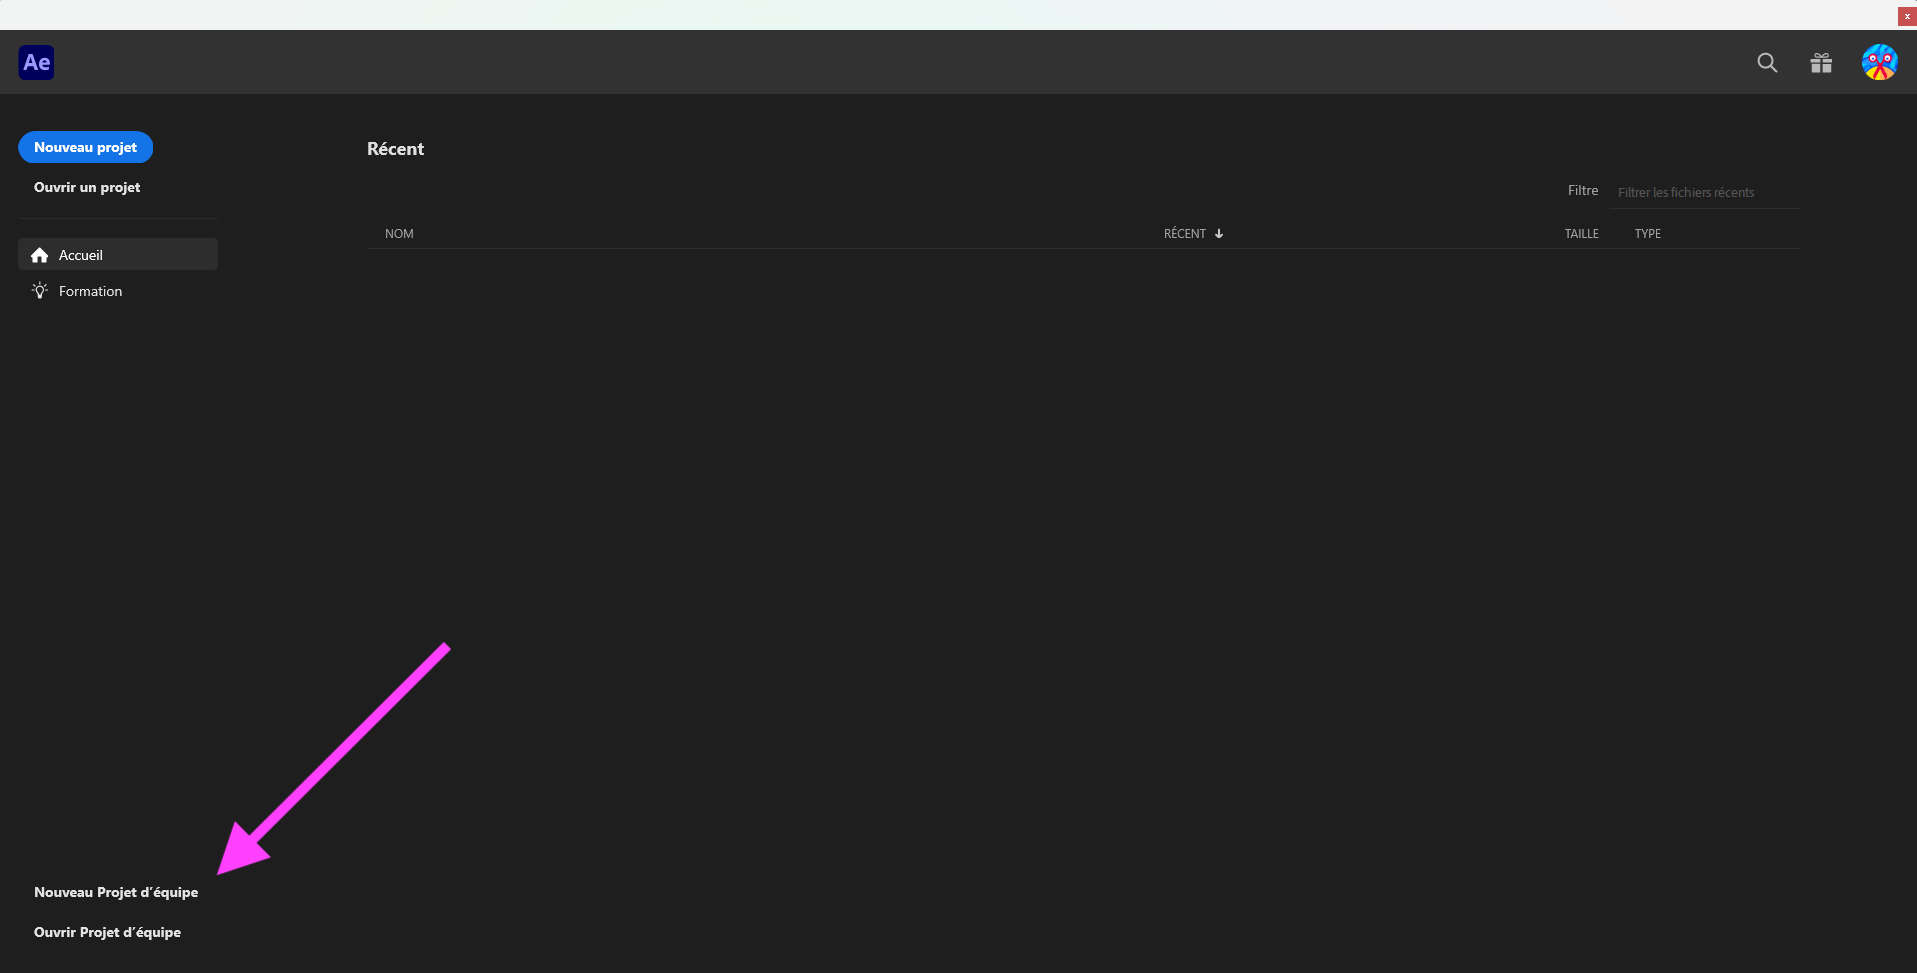 x
Ae
Nouveau projet
Ouvrir un projet
Accueil
Formation
Récent
Filtre Filtrer les fichiers récents
NOM RÉCENT TAILLE TYPE
Nouveau Projet d’équipe
Ouvrir Projet d’équipe